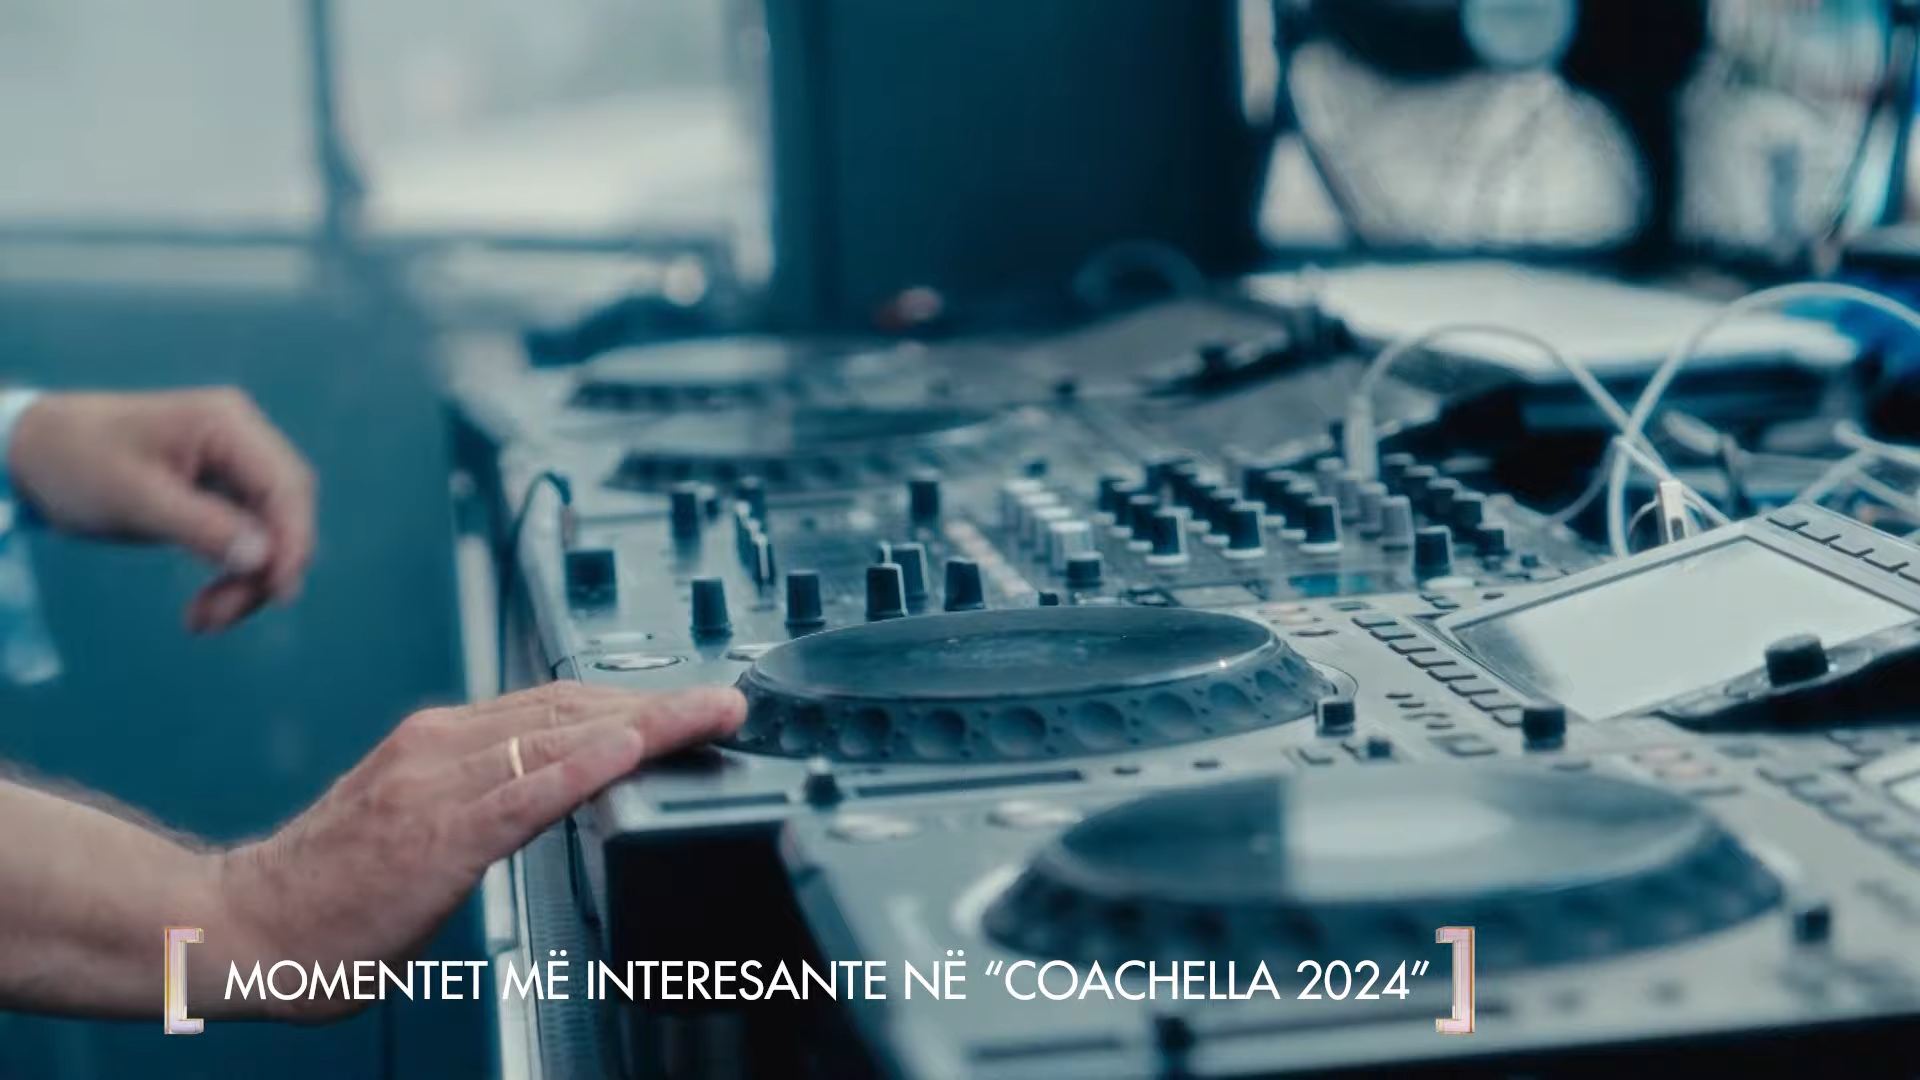 MOMENTET MË INTERESANTE NË “COACHELLA 2024”